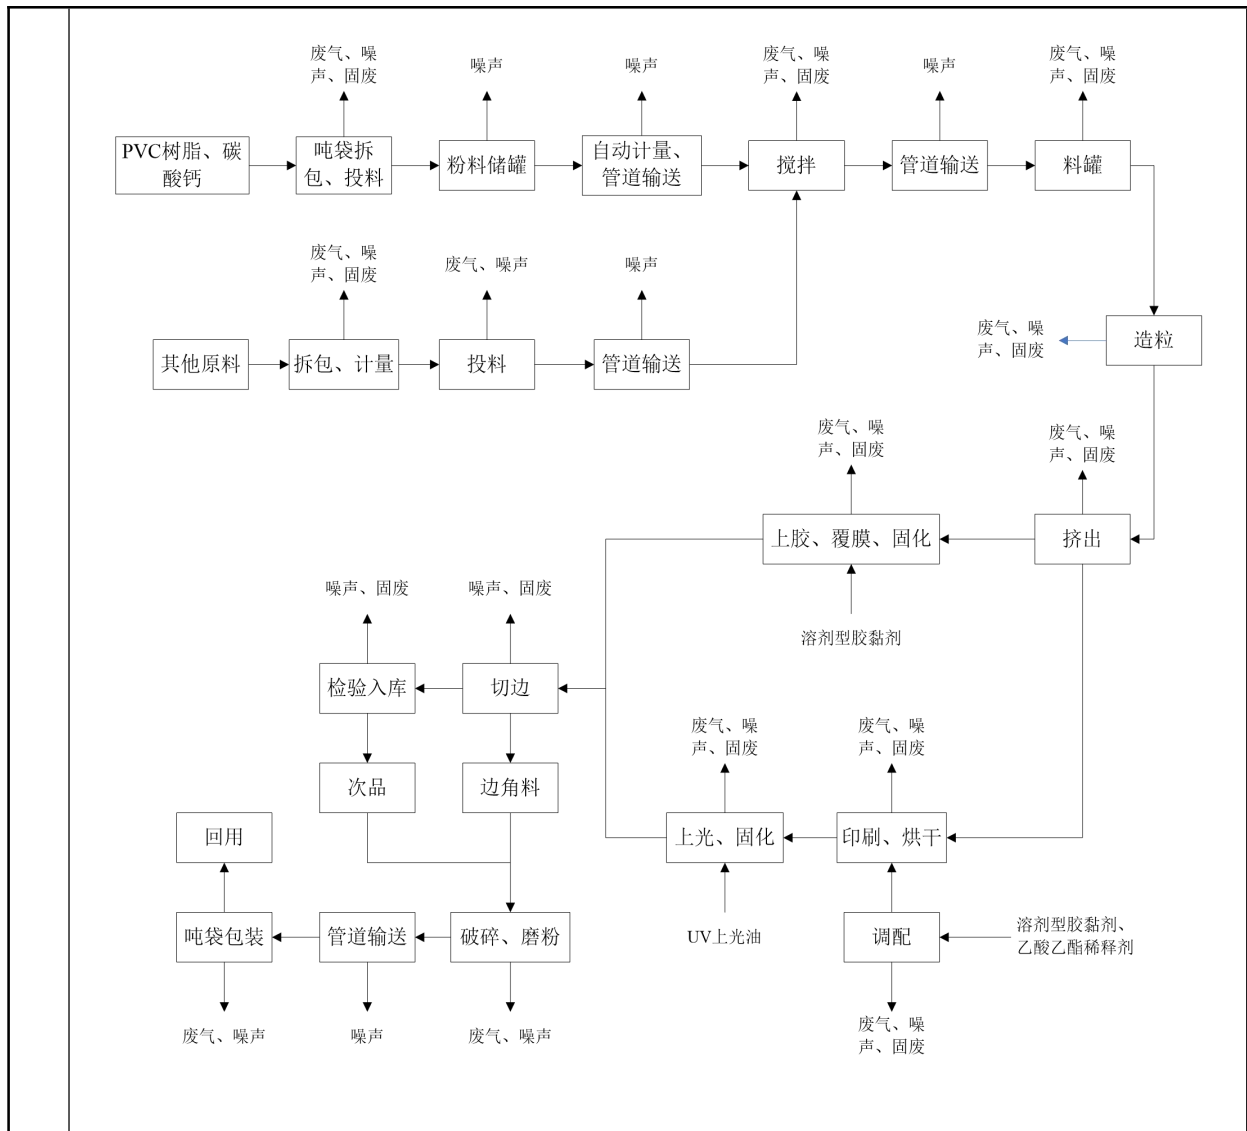 废气、噪
声、固废
噪声
噪声
废气、噪
声、固废
噪声
废气、噪
声、固废
PVC树脂、碳
酸钙
吨袋拆
包、投料
粉料储罐
自动计量、
管道输送
搅拌
管道输送
料罐
废气、噪
声、固废
废气、噪声
噪声
其他原料
拆包、计量
投料
管道输送
废气、噪
声、固废
造粒
废气、噪
声、固废
废气、噪
声、固废
上胶、覆膜、固化
挤出
溶剂型胶黏剂
噪声、固废
噪声、固废
检验入库
切边
废气、噪
声、固废
废气、噪
声、固废
次品
边角料
回用
上光、固化
印刷、烘干
吨袋包装
管道输送
破碎、磨粉
UV上光油
调配
溶剂型胶黏剂、
乙酸乙酯稀释剂
废气、噪声
噪声
废气、噪声
废气、噪
声、固废